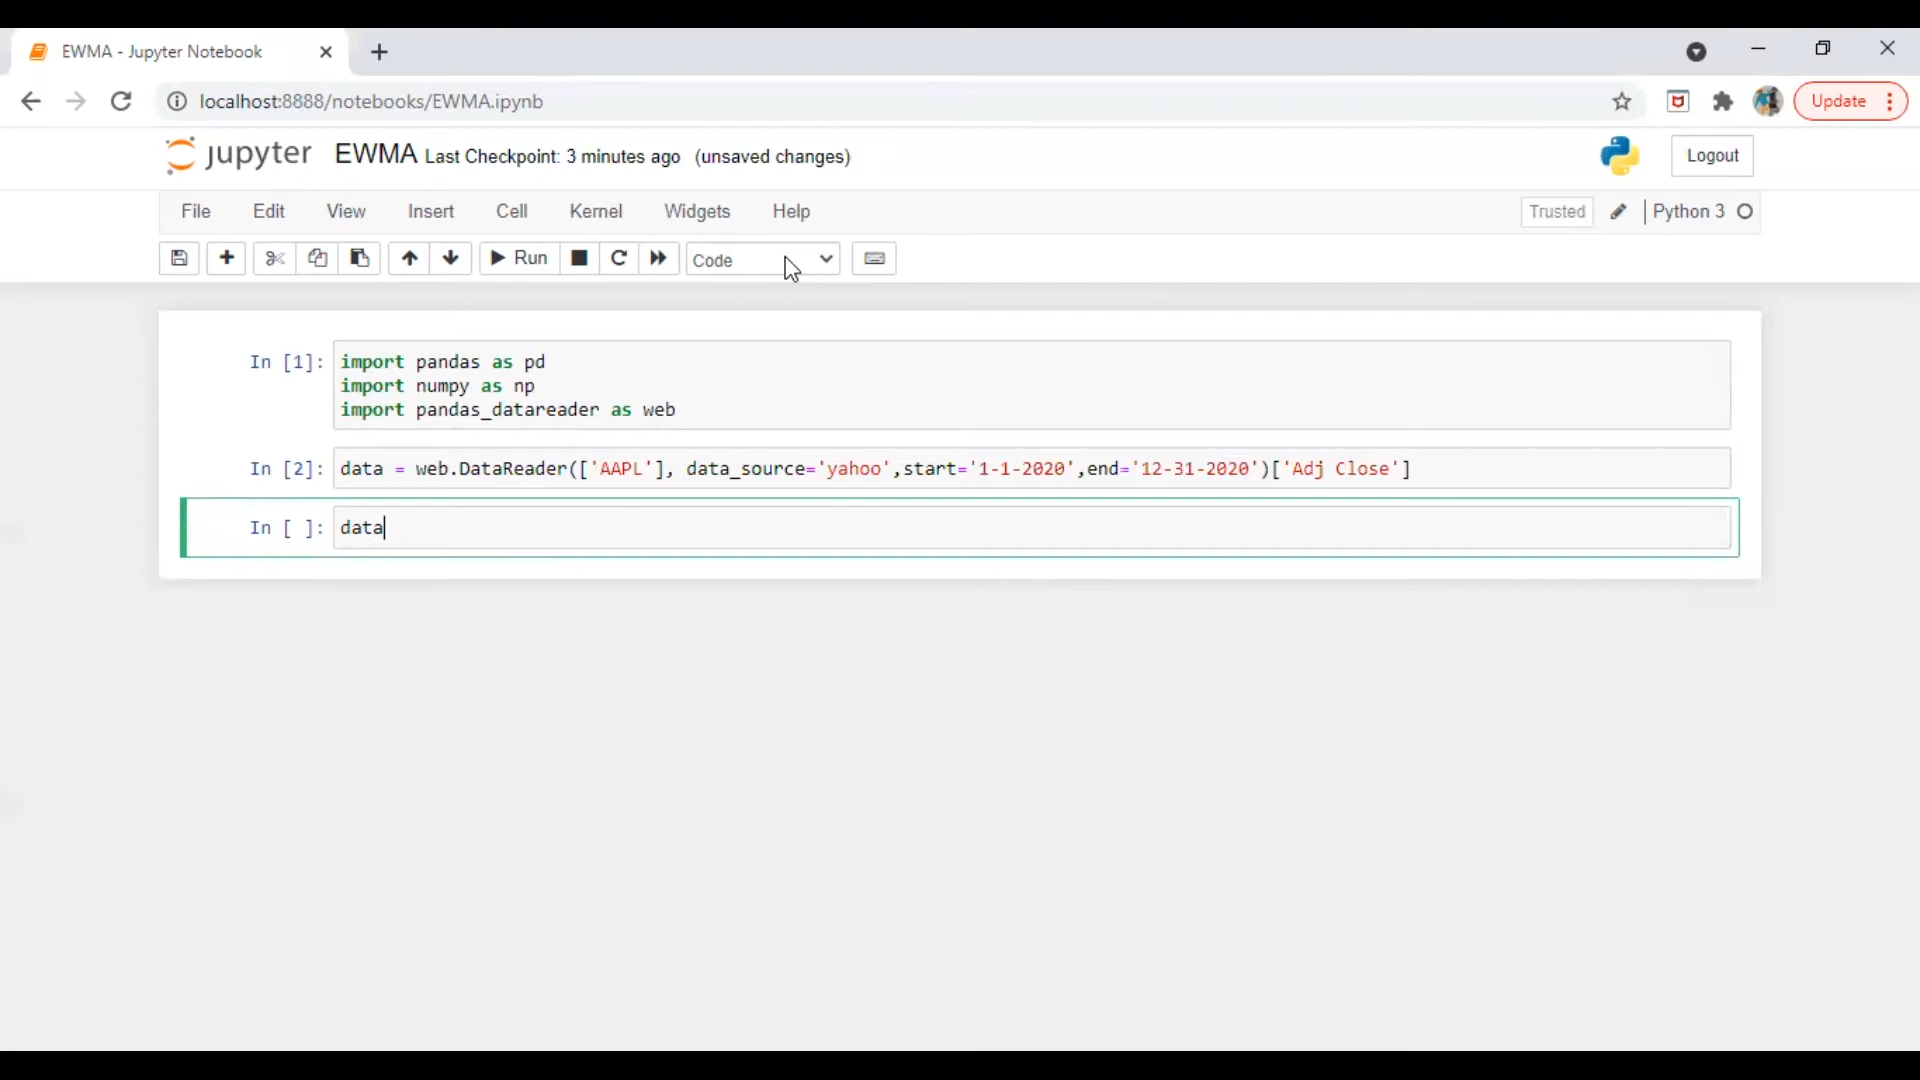 EWMA - Jupyter Notebook
localhost:8888/notebooks/EWMA.ipynb
Update
jupyter EWMA Last Checkpoint: 3 minutes ago (unsaved changes)
Logout
File Edit View Insert Cell Kernel Widgets Help
Trusted Python 3
Run Code
In [1]: import pandas as pd
import numpy as np
import pandas_datareader as web
In [2]: data = web.DataReader(['AAPL'], data_source='yahoo',start='1-1-2020',end='12-31-2020')['Adj Close']
In [ ]: data